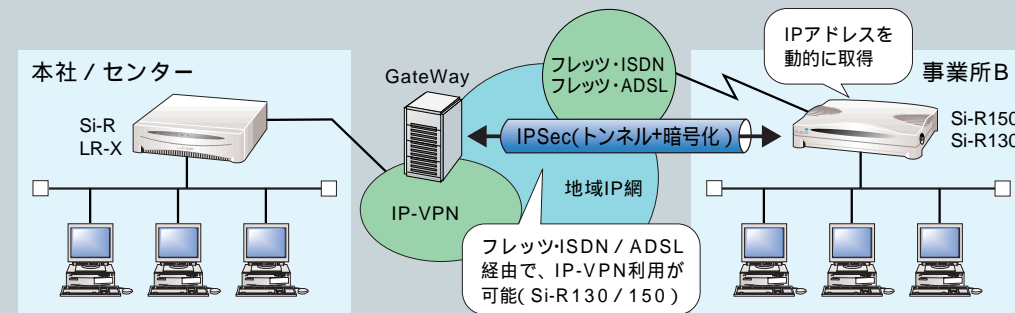 本社 / センター
Si-R
LR-X
GateWay
IP-VPN
フレッツ・ISDN
フレッツ・ADSL
IPSec(トンネル+暗号化)
地域IP網
フレッツ・ISDN / ADSL
経由で、IP-VPN利用が
可能(Si-R130 / 150)
IPアドレスを
動的に取得
事業所B
Si-R150
Si-R130